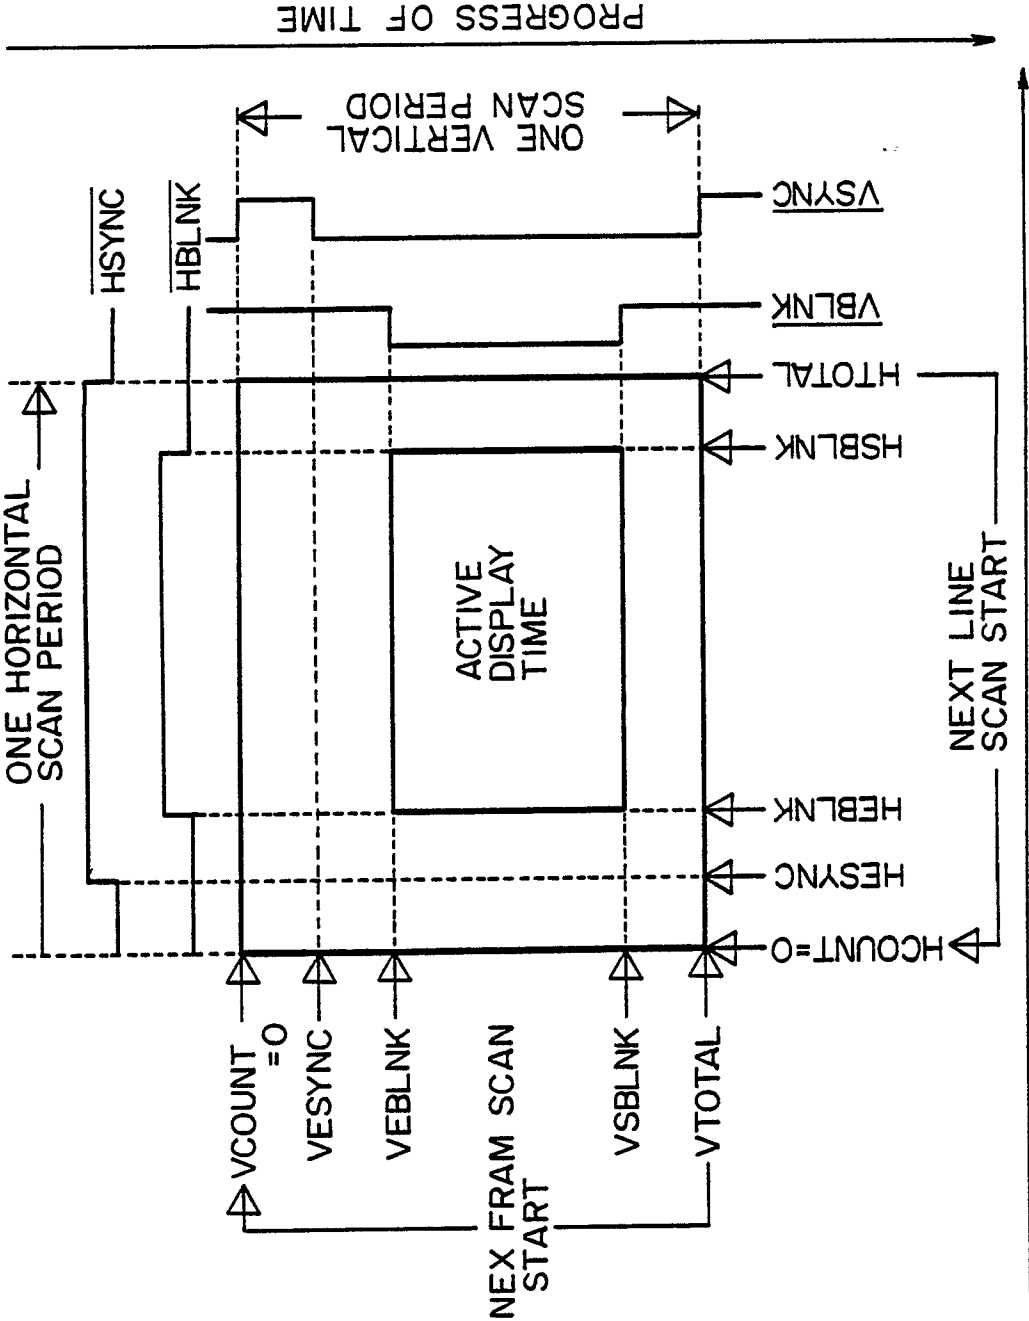 ONE HORIZONTAL
SCAN PERIOD
HSYNC
HBLNK
VCOUNT
=0
VESYNC
VEBLNK
VSBLNK
VTOTAL
NEX FRAM SCAN
START
ACTIVE
DISPLAY
TIME
HCOUNT=0
HESYNC
HEBLNK
HSBLNK
HTOTAL
VBLNK
VSYNC
NEXT LINE
SCAN START
ONE VERTICAL
SCAN PERIOD
PROGRESS OF TIME